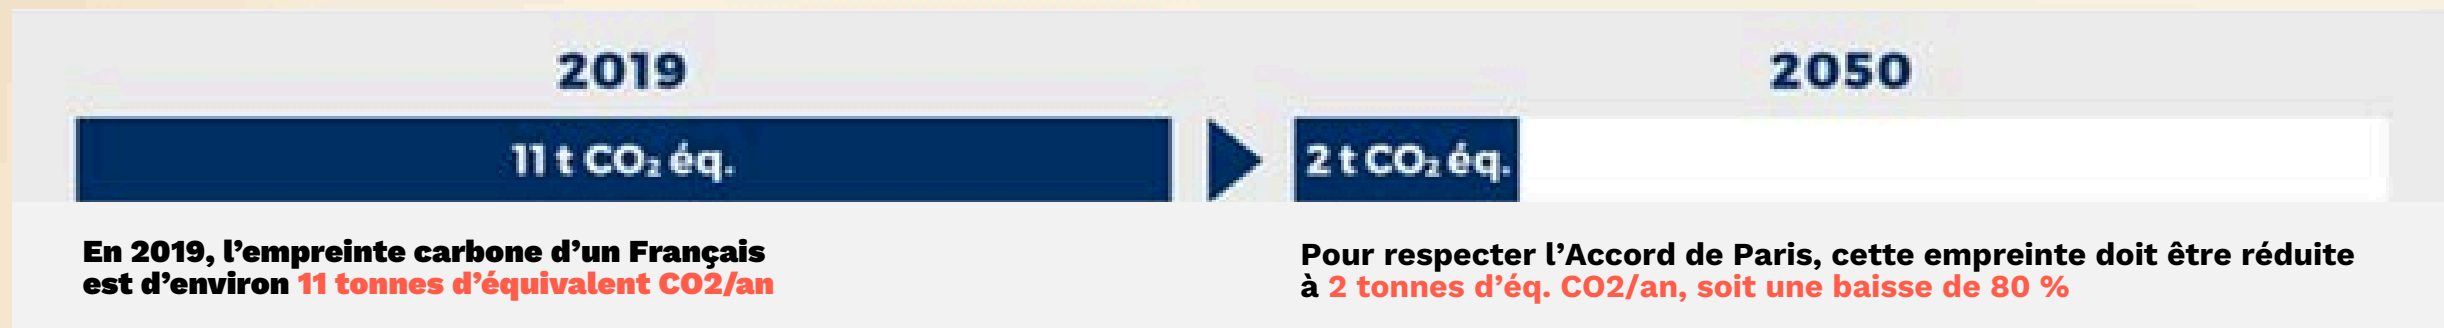 2019
2050
11 t CO₂ éq.
2 t CO₂ éq.
En 2019, l’empreinte carbone d’un Français
est d’environ 11 tonnes d’équivalent CO2/an
Pour respecter l’Accord de Paris, cette empreinte doit être réduite
à 2 tonnes d’éq. CO2/an, soit une baisse de 80 %